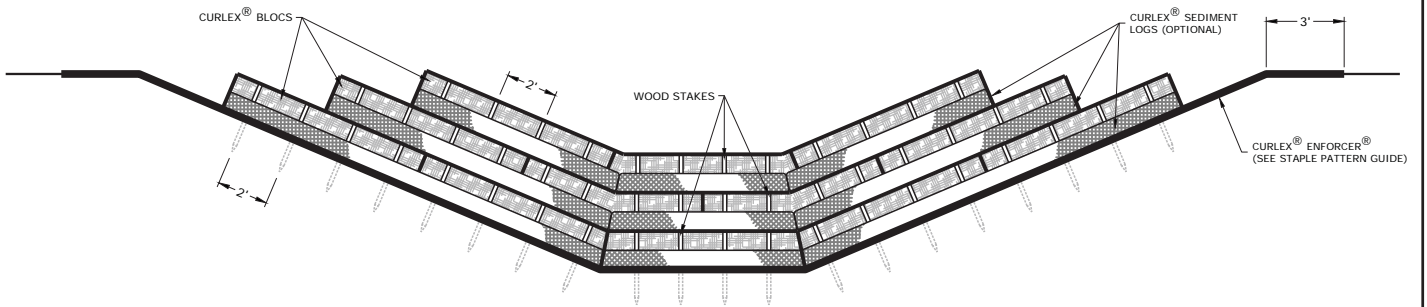 CURLEX® BLOCS
CURLEX® SEDIMENT
LOGS (OPTIONAL)
3'
2'
WOOD STAKES
CURLEX® ENFORCER®
(SEE STAPLE PATTERN GUIDE)
2'